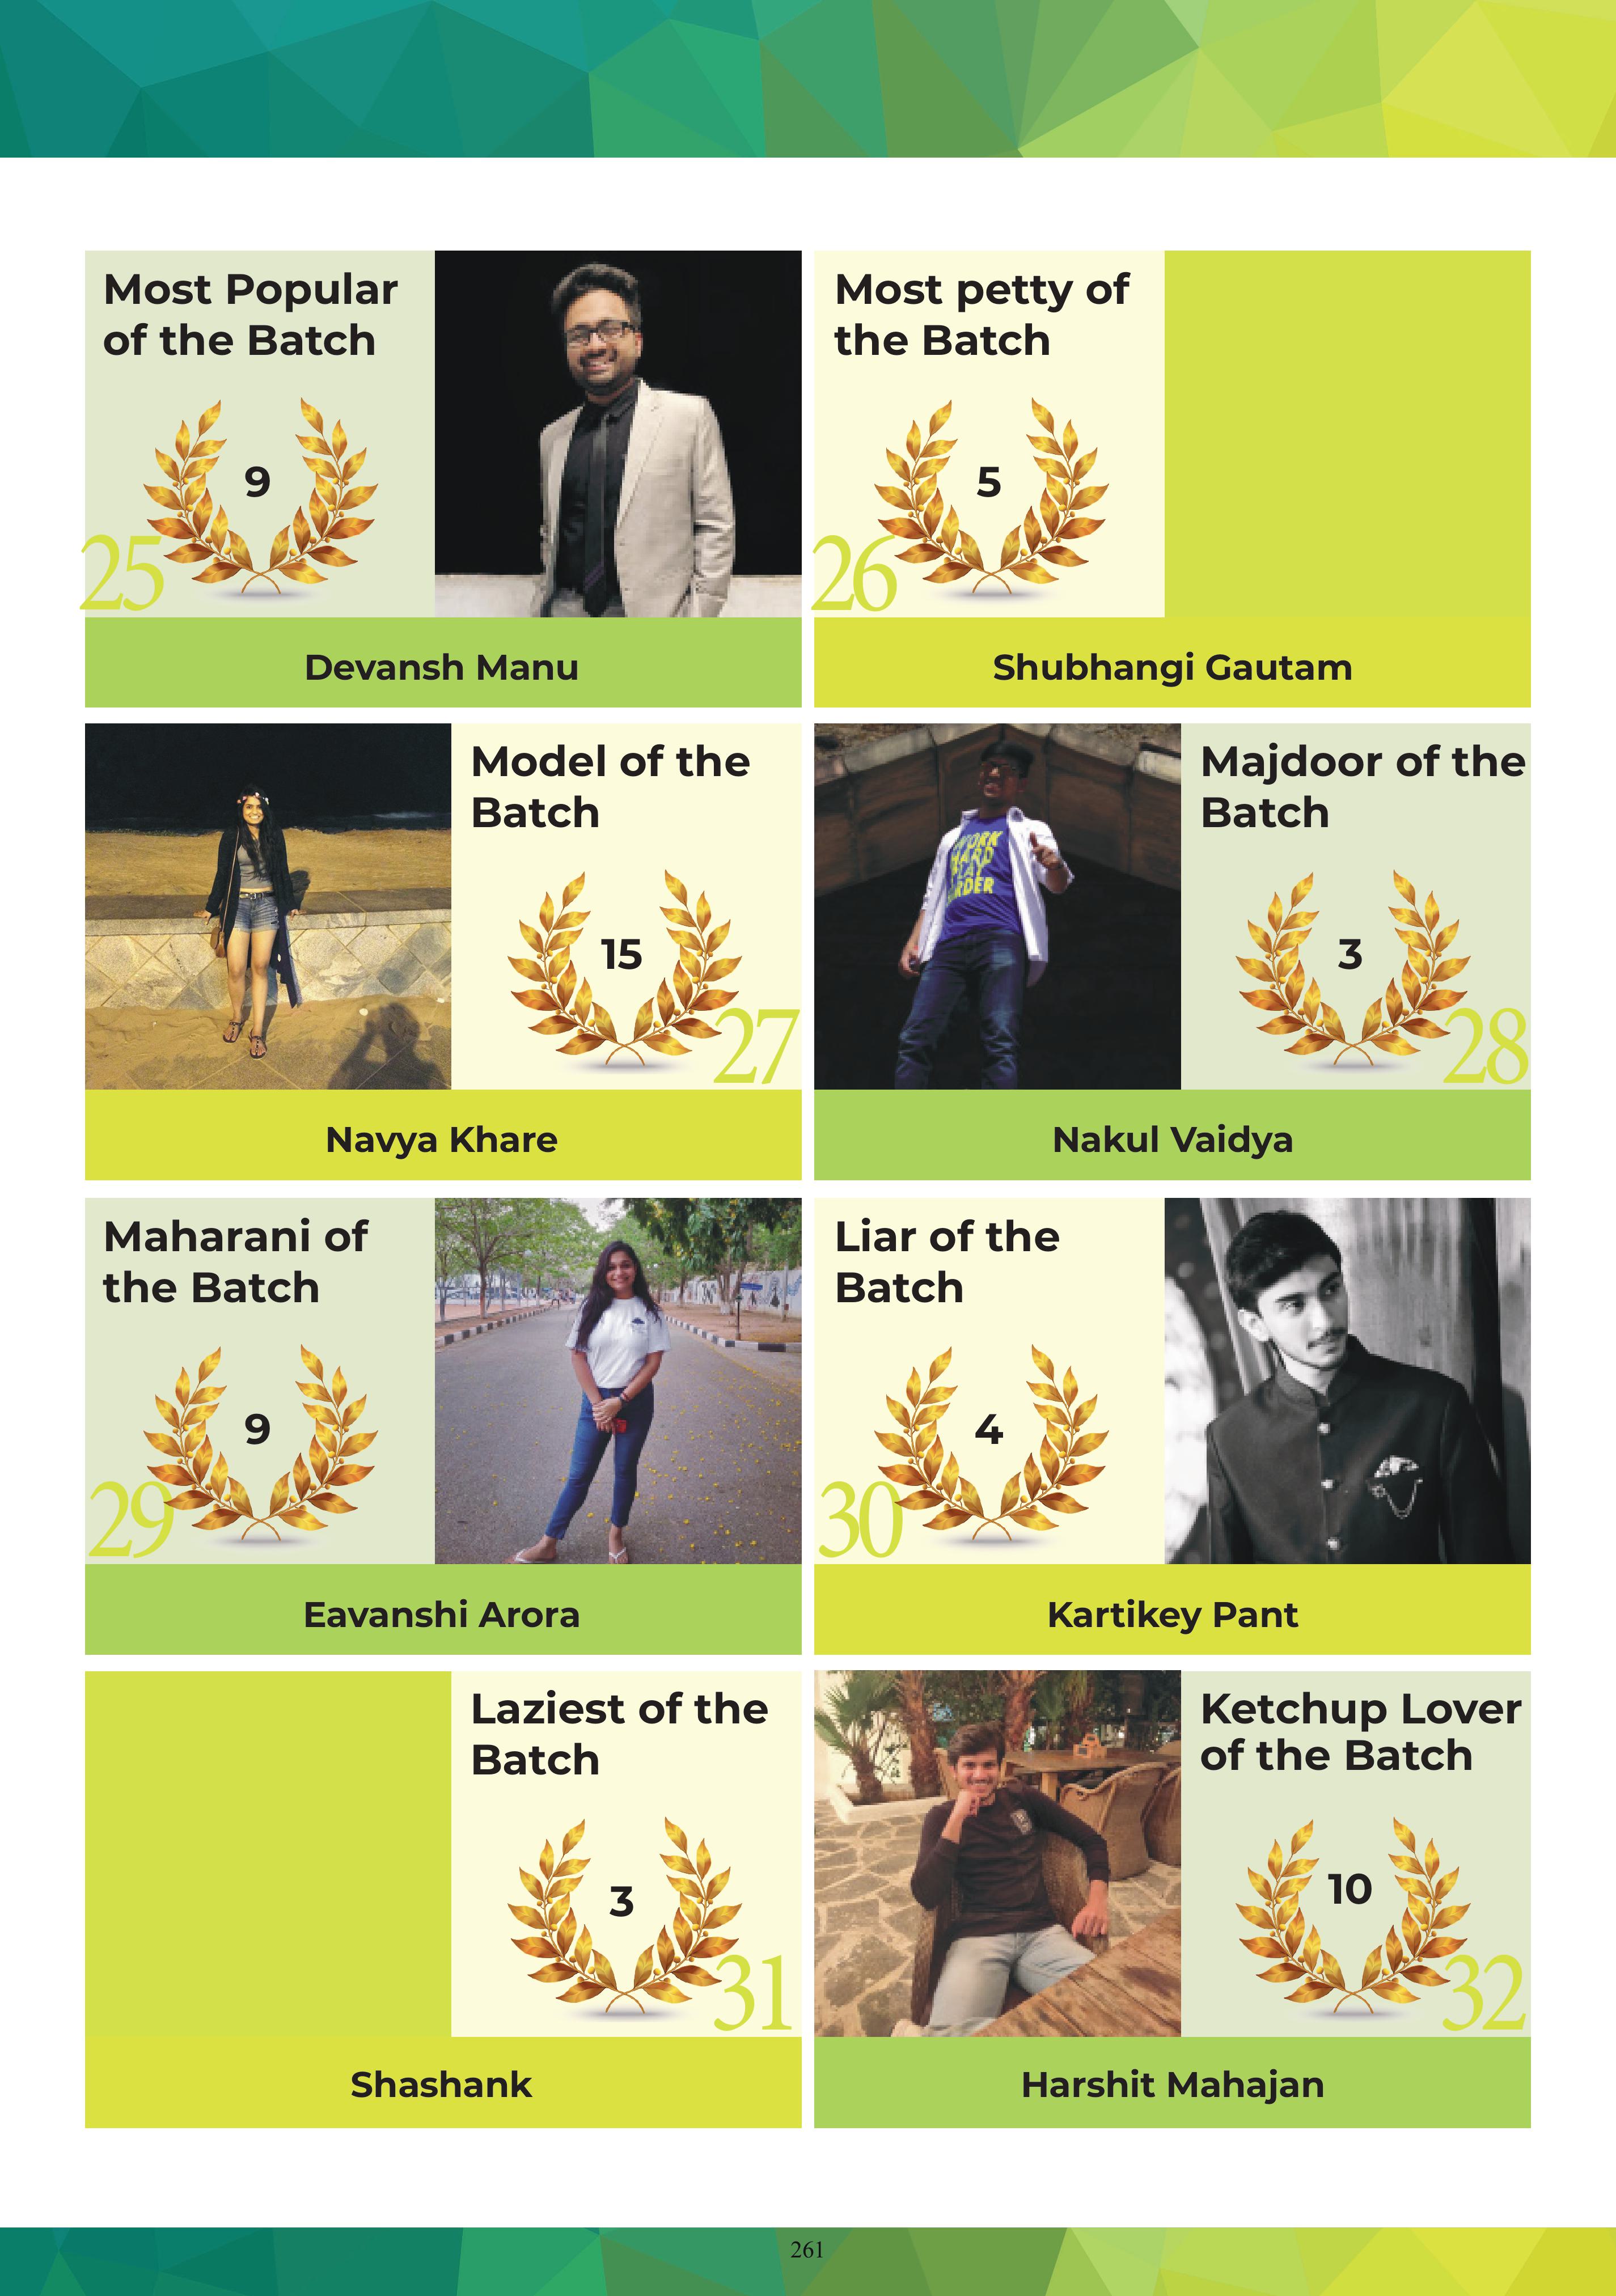 Most Popular
of the Batch
9
25
Devansh Manu
Most petty of
the Batch
5
26
Shubhangi Gautam
Model of the
Batch
15
27
Navya Khare
WORK
HARD
PLAY
HARDER
Majdoor of the
Batch
3
28
Nakul Vaidya
Maharani of
the Batch
9
29
Eavanshi Arora
Liar of the
Batch
4
30
Kartikey Pant
Laziest of the
Batch
3
31
Shashank
Ketchup Lover
of the Batch
10
32
Harshit Mahajan
261